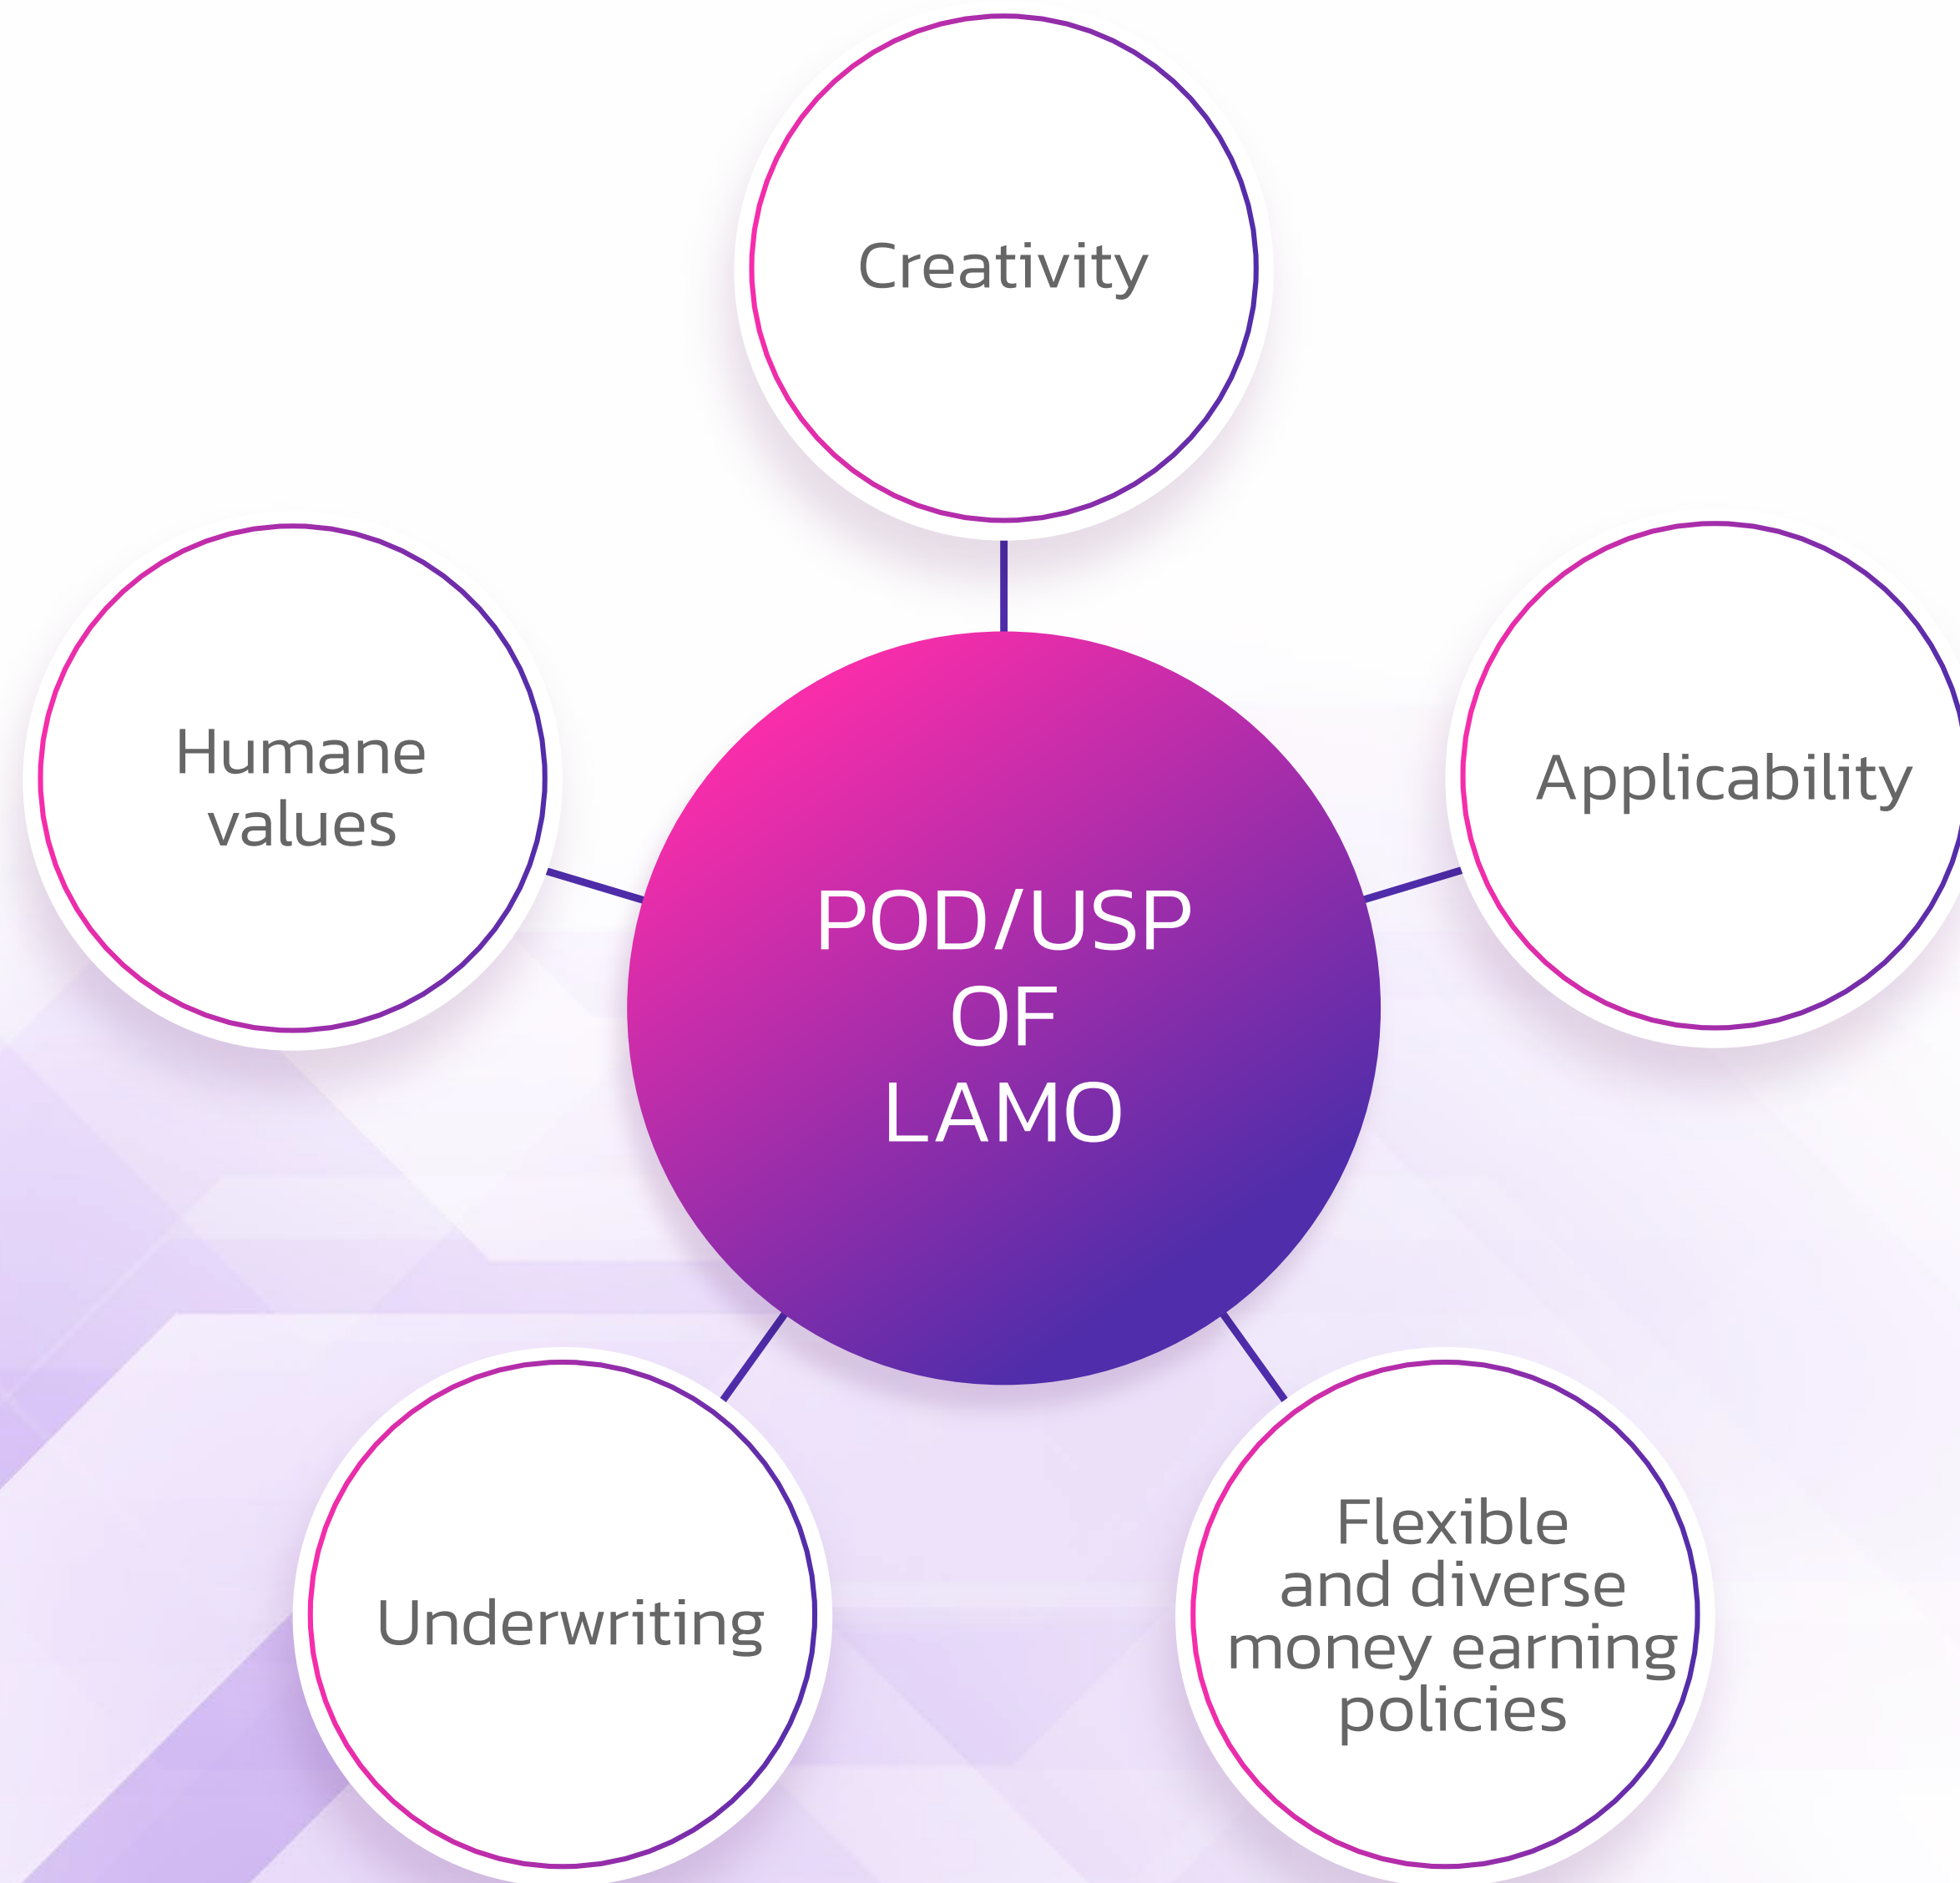 Creativity
Humane
values
Applicability
POD/USP
OF
LAMO
Underwriting
Flexible
and diverse
money earning
policies